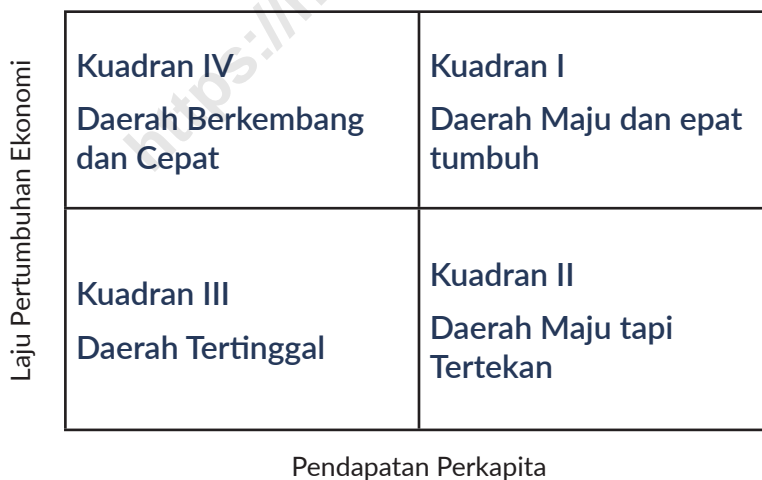 Laju Pertumbuhan Ekonomi
Kuadran IV
Daerah Berkembang
dan Cepat
Kuadran I
Daerah Maju dan epat
tumbuh
Kuadran III
Daerah Tertinggal
Kuadran II
Daerah Maju tapi
Tertekan
Pendapatan Perkapita
https://